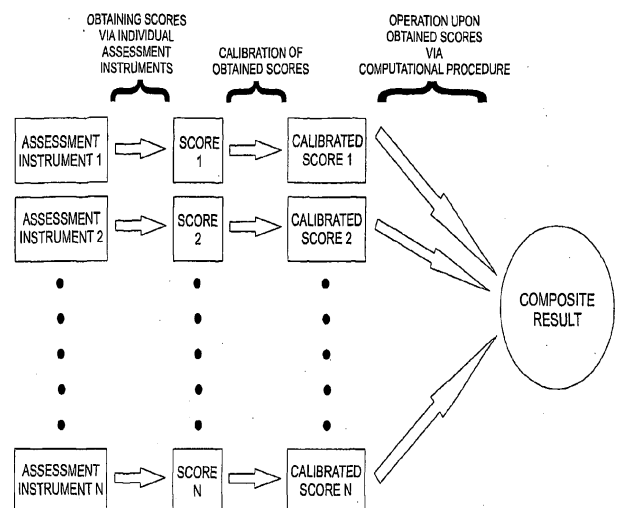 OBTAINING SCORES
VIA INDIVIDUAL
ASSESSMENT
INSTRUMENTS
CALIBRATION OF
OBTAINED SCORES
OPERATION UPON
OBTAINED SCORES
VIA
COMPUTATIONAL PROCEDURE
ASSESSMENT
INSTRUMENT 1
SCORE
1
CALIBRATED
SCORE 1
ASSESSMENT
INSTRUMENT 2
SCORE
2
CALIBRATED
SCORE 2
COMPOSITE
RESULT
ASSESSMENT
INSTRUMENT N
SCORE
N
CALIBRATED
SCORE N